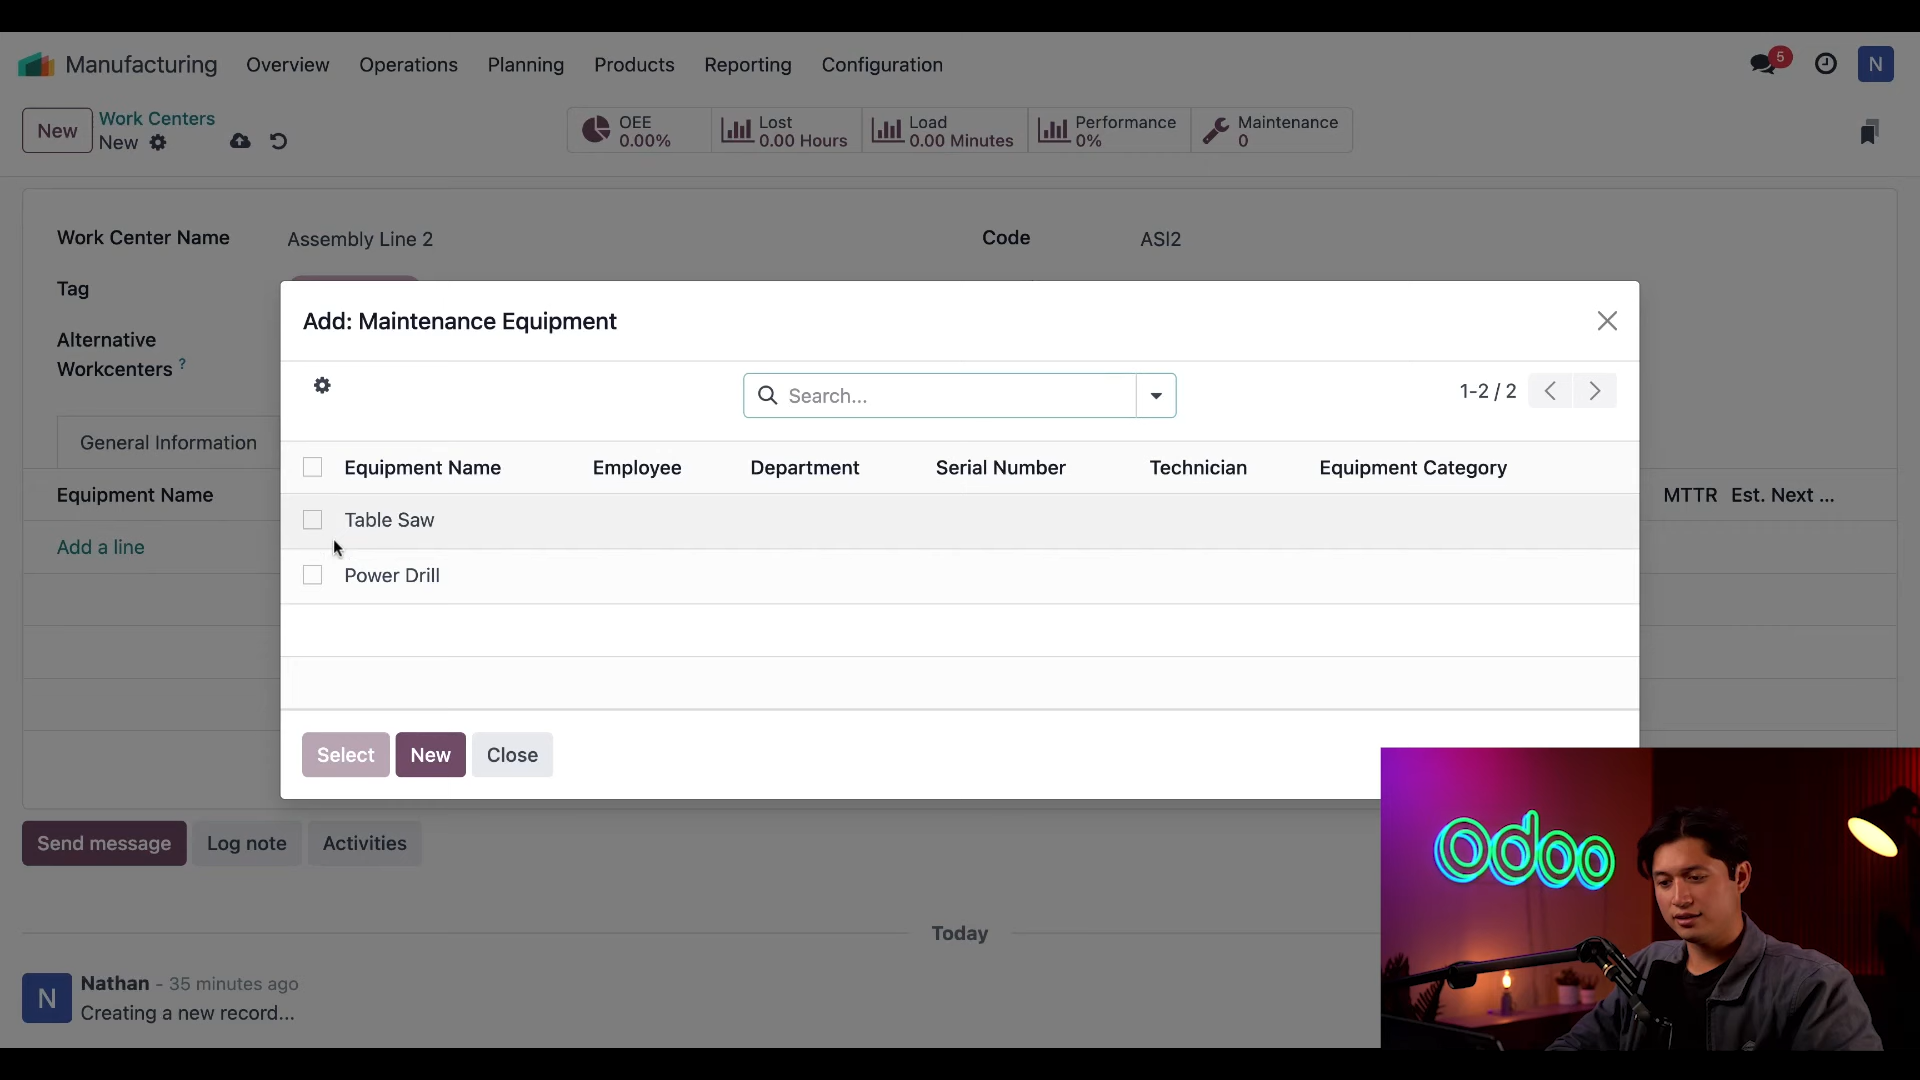 Manufacturing Overview Operations Planning Products Reporting Configuration 5 N
New Work Centers
New
OEE 0.00%
Lost 0.00 Hours
Load 0.00 Minutes
Performance 0%
Maintenance 0
Work Center Name Assembly Line 2 Code ASI2
Tag
Alternative
Workcenters ?
General Information
Equipment Name MTTR Est. Next ...
Add a line
Add: Maintenance Equipment
Search... 1-2 / 2
Equipment Name Employee Department Serial Number Technician Equipment Category
Table Saw
Power Drill
Select New Close
Send message Log note Activities
Today
N Nathan - 35 minutes ago
Creating a new record...
odoo